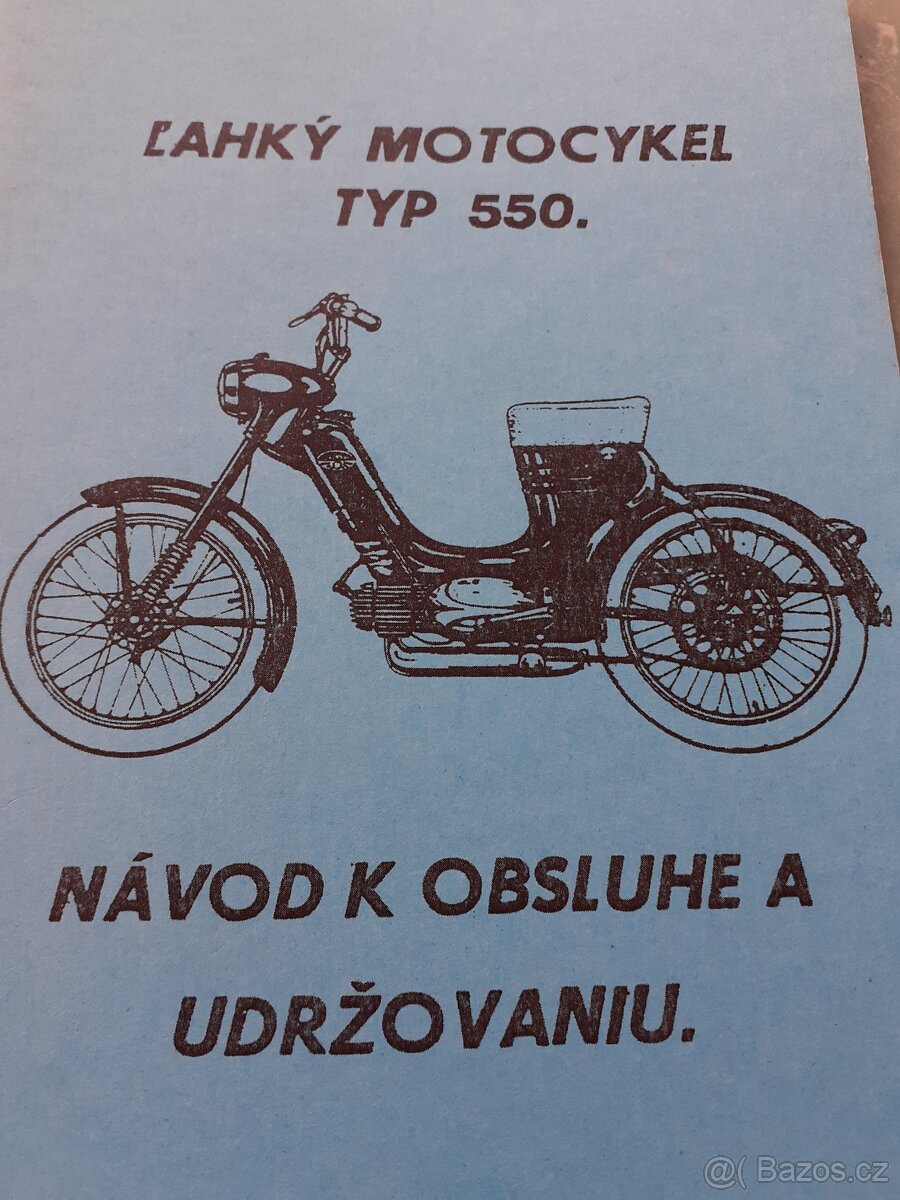 ĽAHKÝ MOTOCYKEL
TYP 550.
NÁVOD K OBSLUHE A
UDRŽOVANIU.
@( Bazos.cz